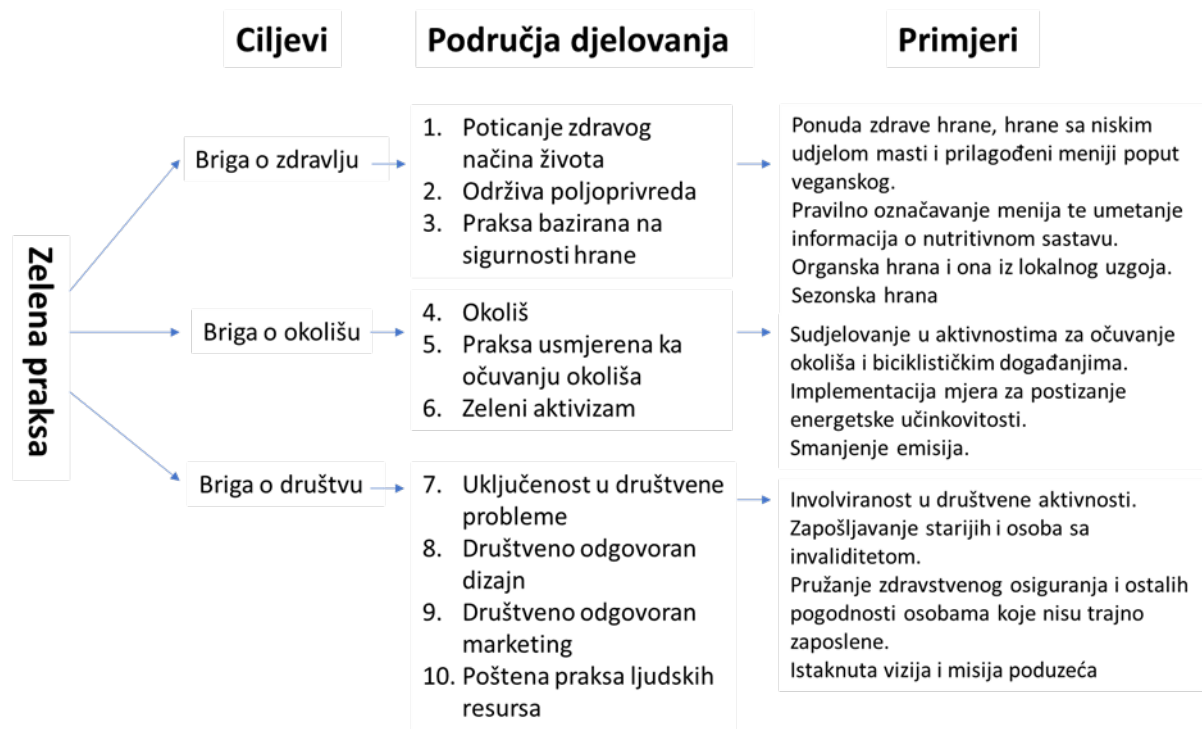 Ciljevi
Područja djelovanja
Primjeri
Zelena praksa
Briga o zdravlju
1. Poticanje zdravog
načina života
2. Održiva poljoprivreda
3. Praksa bazirana na
sigurnosti hrane
Ponuda zdrave hrane, hrane sa niskim
udjelom masti i prilagođeni meniji poput
veganskog.
Pravilno označavanje menija te umetanje
informacija o nutritivnom sastavu.
Organska hrana i ona iz lokalnog uzgoja.
Sezonska hrana
Briga o okolišu
4. Okoliš
5. Praksa usmjerena ka
očuvanju okoliša
6. Zeleni aktivizam
Sudjelovanje u aktivnostima za očuvanje
okoliša i biciklističkim događanjima.
Implementacija mjera za postizanje
energetske učinkovitosti.
Smanjenje emisija.
Briga o društvu
7. Uključenost u društvene
probleme
8. Društveno odgovoran
dizajn
9. Društveno odgovoran
marketing
10. Poštena praksa ljudskih
resursa
Involviranost u društvene aktivnosti.
Zapošljavanje starijih i osoba sa
invaliditetom.
Pružanje zdravstvenog osiguranja i ostalih
pogodnosti osobama koje nisu trajno
zaposlene.
Istaknuta vizija i misija poduzeća